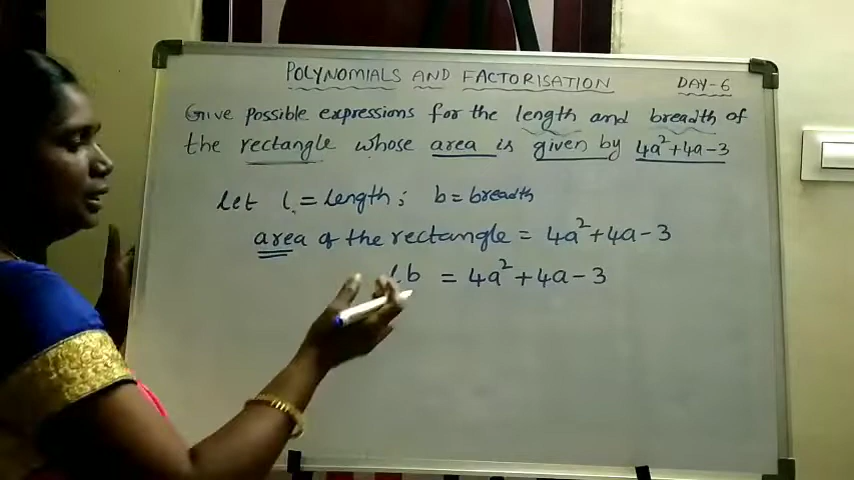 POLYNOMIALS AND FACTORISATION DAY-6
Give possible expressions for the length and breadth of
the rectangle whose area is given by 4a²+4a-3
let l = length; b = breadth
area of the rectangle = 4a²+4a-3
l.b = 4a²+4a-3